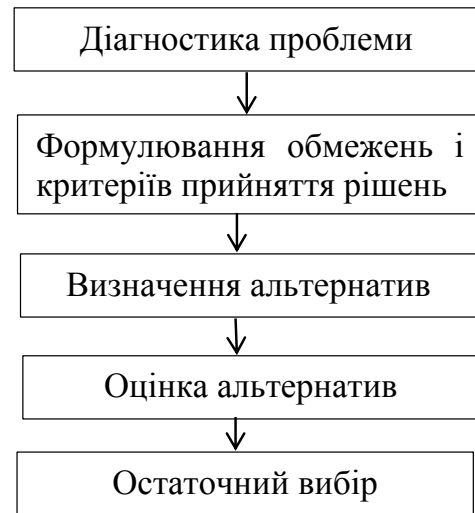 Діагностика проблеми
Формулювання обмежень і
критеріїв прийняття рішень
Визначення альтернатив
Оцінка альтернатив
Остаточний вибір